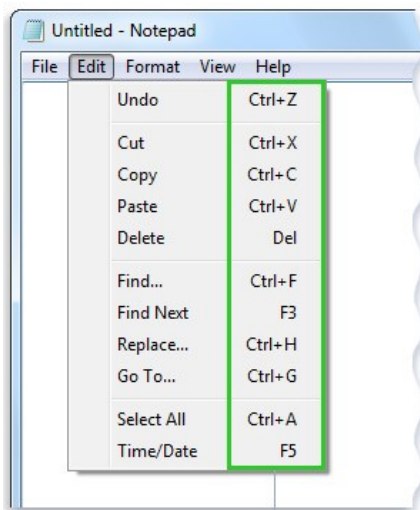 Untitled - Notepad
File Edit Format View Help
Undo Ctrl+Z
Cut Ctrl+X
Copy Ctrl+C
Paste Ctrl+V
Delete Del
Find... Ctrl+F
Find Next F3
Replace... Ctrl+H
Go To... Ctrl+G
Select All Ctrl+A
Time/Date F5